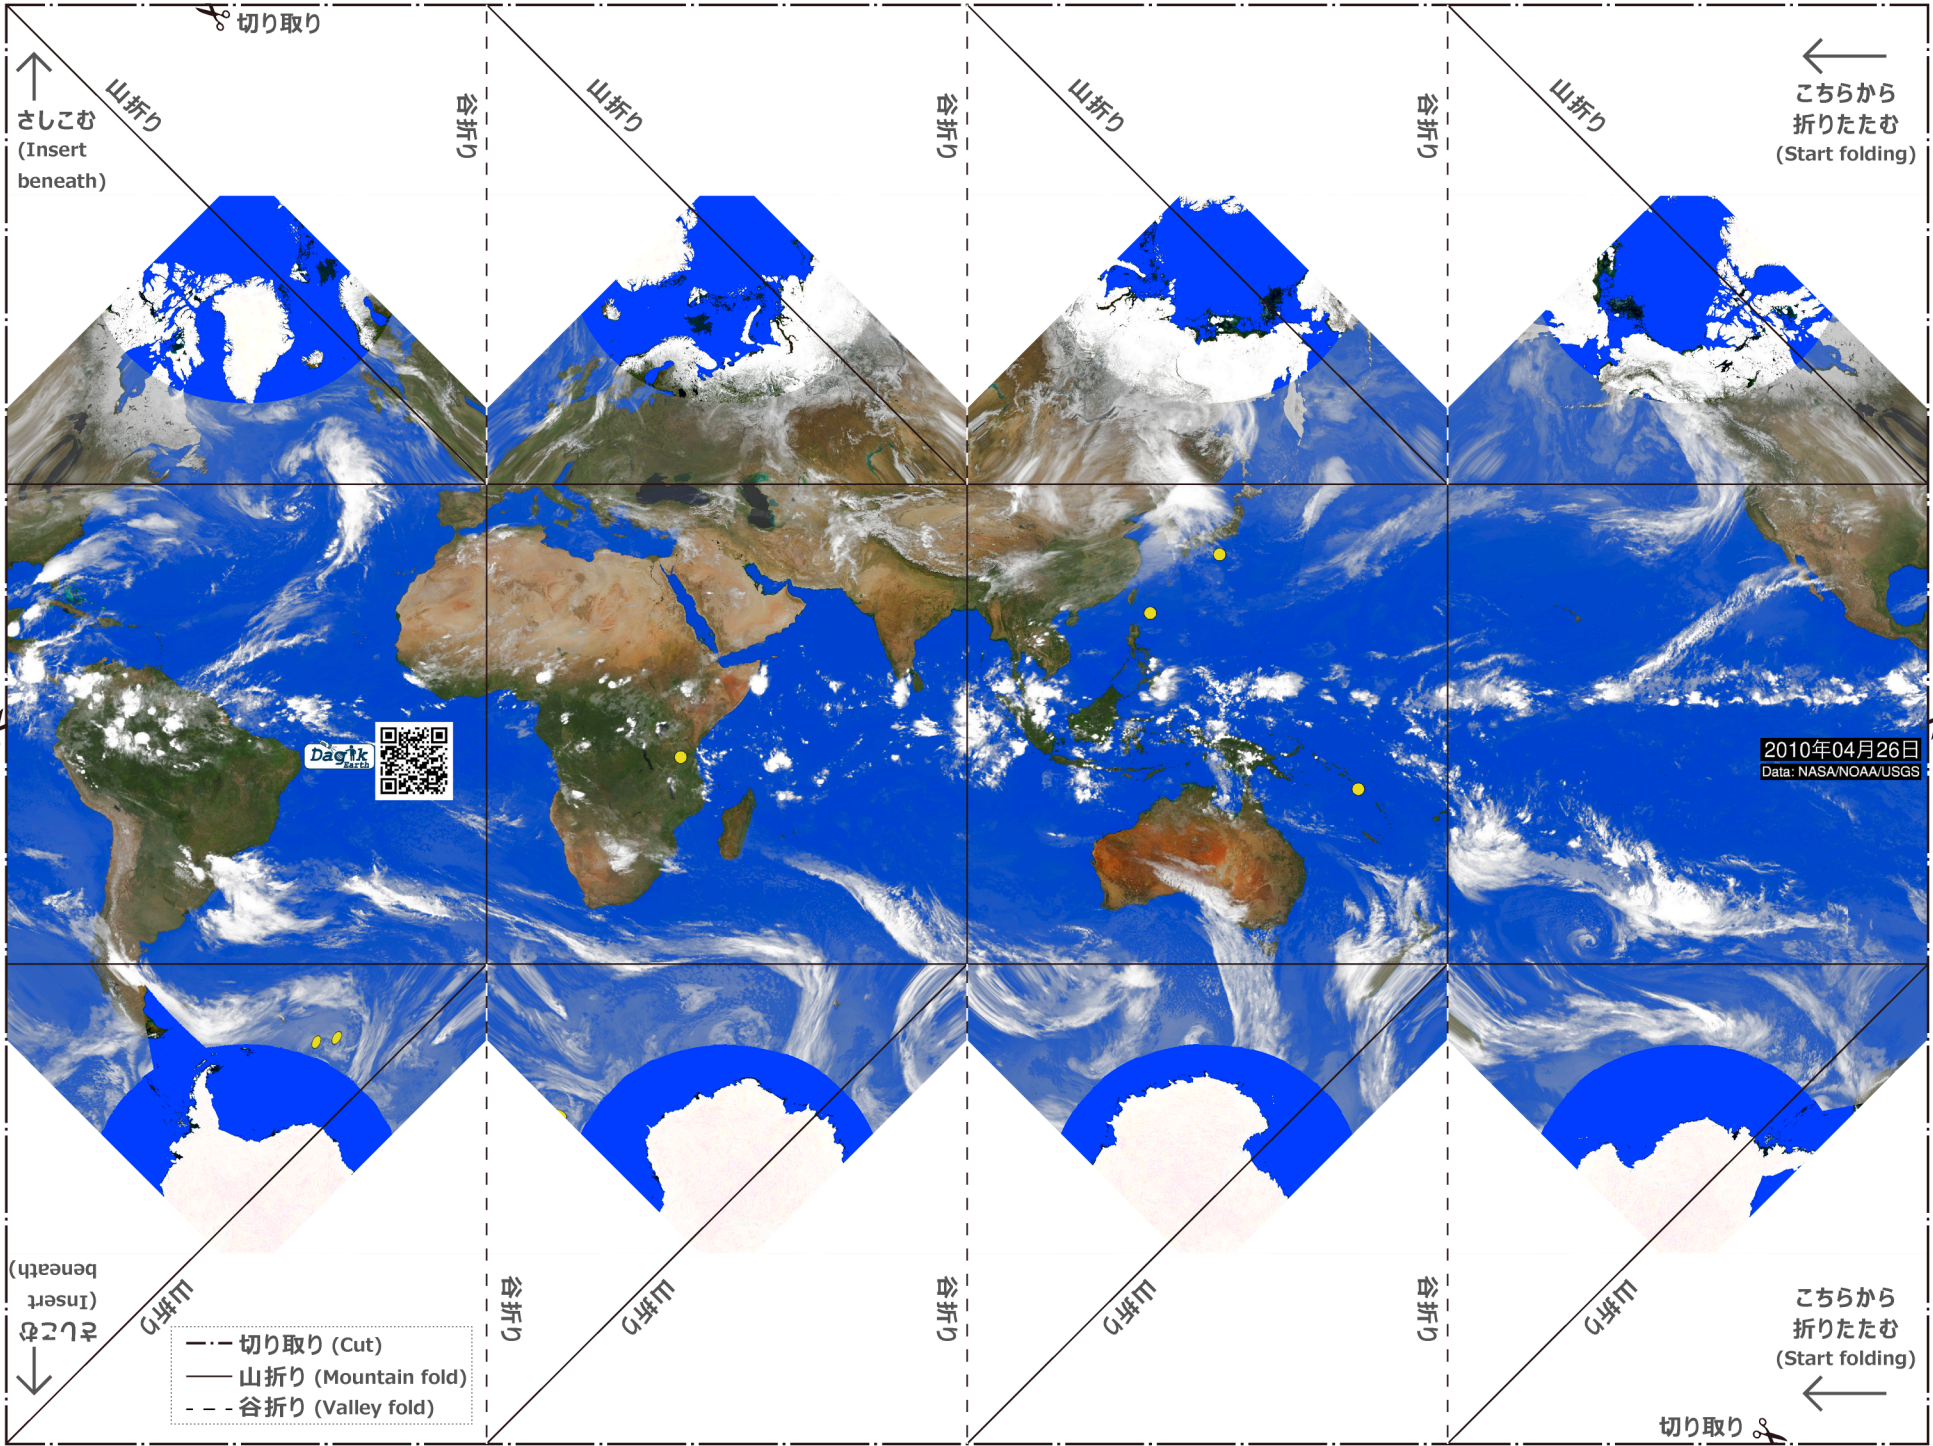 切り取り
山折り
谷折り
山折り
谷折り
山折り
谷折り
山折り
さしこむ
(Insert
beneath)
こちらから
折りたたむ
(Start folding)
Dagik
Earth
2010年04月26日
Data: NASA/NOAA/USGS
さしこむ
(Insert
beneath)
山折り
谷折り
山折り
谷折り
山折り
谷折り
山折り
こちらから
折りたたむ
(Start folding)
切り取り (Cut)
山折り (Mountain fold)
谷折り (Valley fold)
切り取り